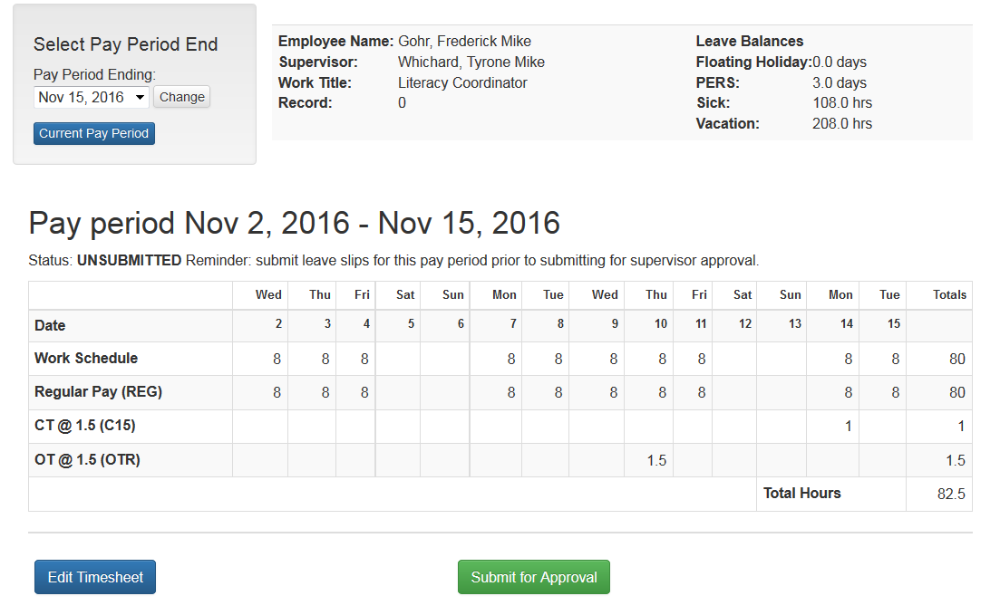 Select Pay Period End
Pay Period Ending:
Nov 15, 2016 Change
Current Pay Period
Employee Name: Gohr, Frederick Mike
Supervisor: Whichard, Tyrone Mike
Work Title: Literacy Coordinator
Record: 0
Leave Balances
Floating Holiday: 0.0 days
PERS: 3.0 days
Sick: 108.0 hrs
Vacation: 208.0 hrs
Pay period Nov 2, 2016 - Nov 15, 2016
Status: UNSUBMITTED Reminder: submit leave slips for this pay period prior to submitting for supervisor approval.
Wed Thu Fri Sat Sun Mon Tue Wed Thu Fri Sat Sun Mon Tue Totals
Date 2 3 4 5 6 7 8 9 10 11 12 13 14 15
Work Schedule 8 8 8 8 8 8 8 8 8 8 80
Regular Pay (REG) 8 8 8 8 8 8 8 8 8 8 80
CT @ 1.5 (C15) 1 1
OT @ 1.5 (OTR) 1.5 1.5
Total Hours 82.5
Edit Timesheet Submit for Approval